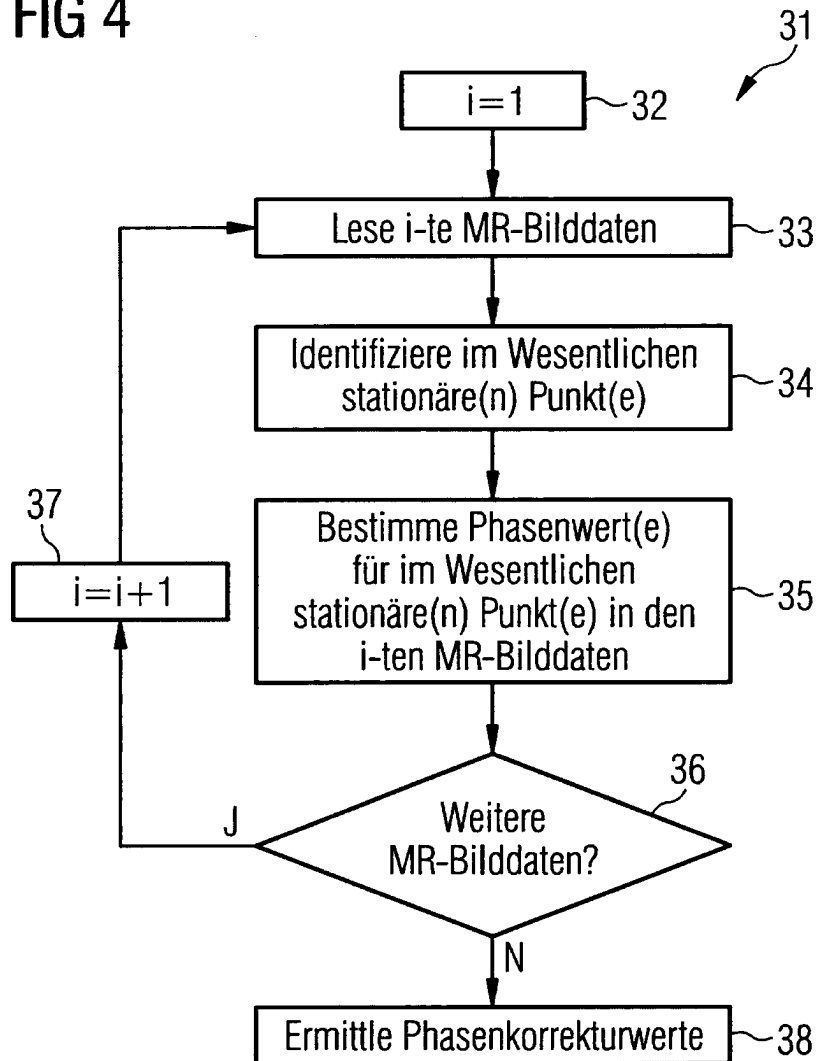 FIG 4
31
i=1
32
Lese i-te MR-Bilddaten
33
Identifiziere im Wesentlichen
stationäre(n) Punkt(e)
34
37
i=i+1
Bestimme Phasenwert(e)
für im Wesentlichen
stationäre(n) Punkt(e) in den
i-ten MR-Bilddaten
35
36
J
Weitere
MR-Bilddaten?
N
Ermittle Phasenkorrekturwerte
38